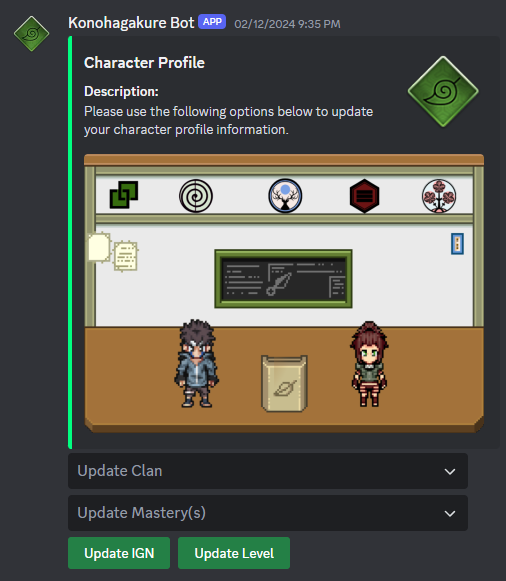 Konohagakure Bot APP 02/12/2024 9:35 PM
Character Profile
Description:
Please use the following options below to update
your character profile information.
Update Clan
Update Mastery(s)
Update IGN
Update Level